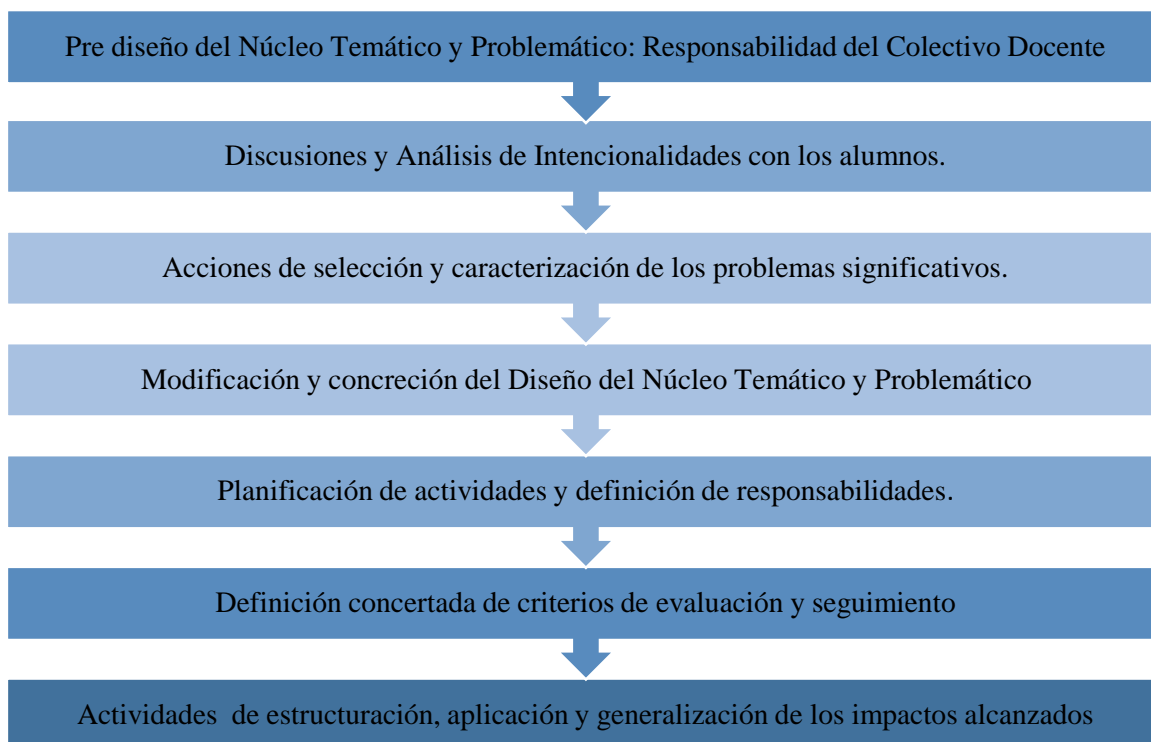 Pre diseño del Núcleo Temático y Problemático: Responsabilidad del Colectivo Docente
Discusiones y Análisis de Intencionalidades con los alumnos.
Acciones de selección y caracterización de los problemas significativos.
Modificación y concreción del Diseño del Núcleo Temático y Problemático
Planificación de actividades y definición de responsabilidades.
Definición concertada de criterios de evaluación y seguimiento
Actividades de estructuración, aplicación y generalización de los impactos alcanzados